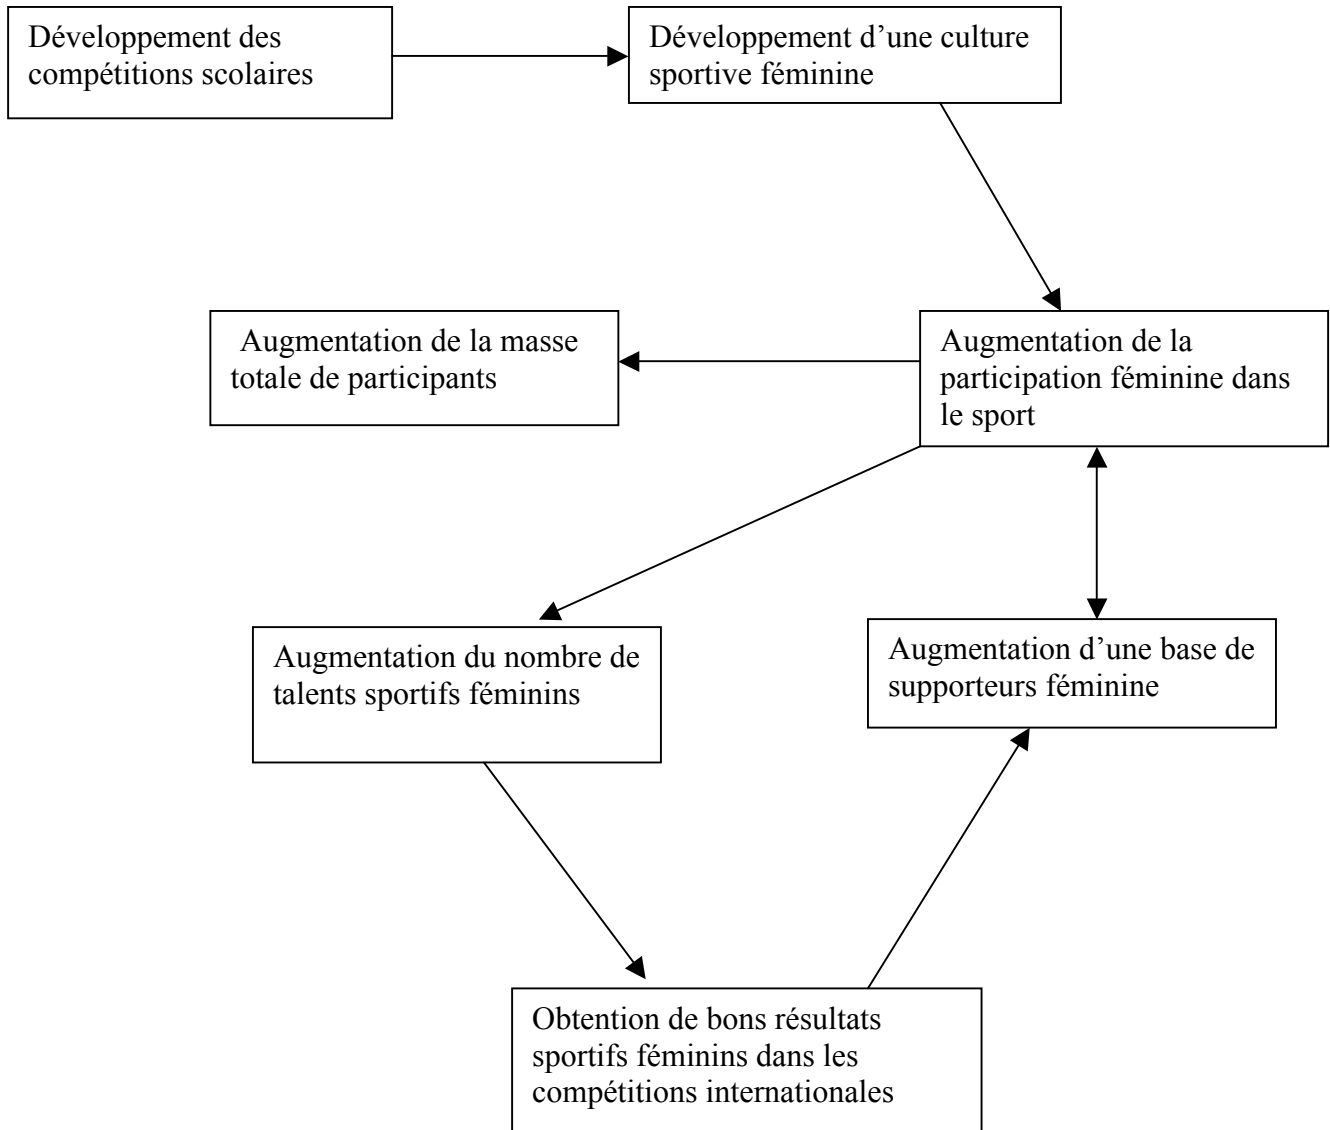 Développement des
compétitions scolaires
Développement d’une culture
sportive féminine
Augmentation de la masse
totale de participants
Augmentation de la
participation féminine dans
le sport
Augmentation du nombre de
talents sportifs féminins
Augmentation d’une base de
supporteurs féminine
Obtention de bons résultats
sportifs féminins dans les
compétitions internationales